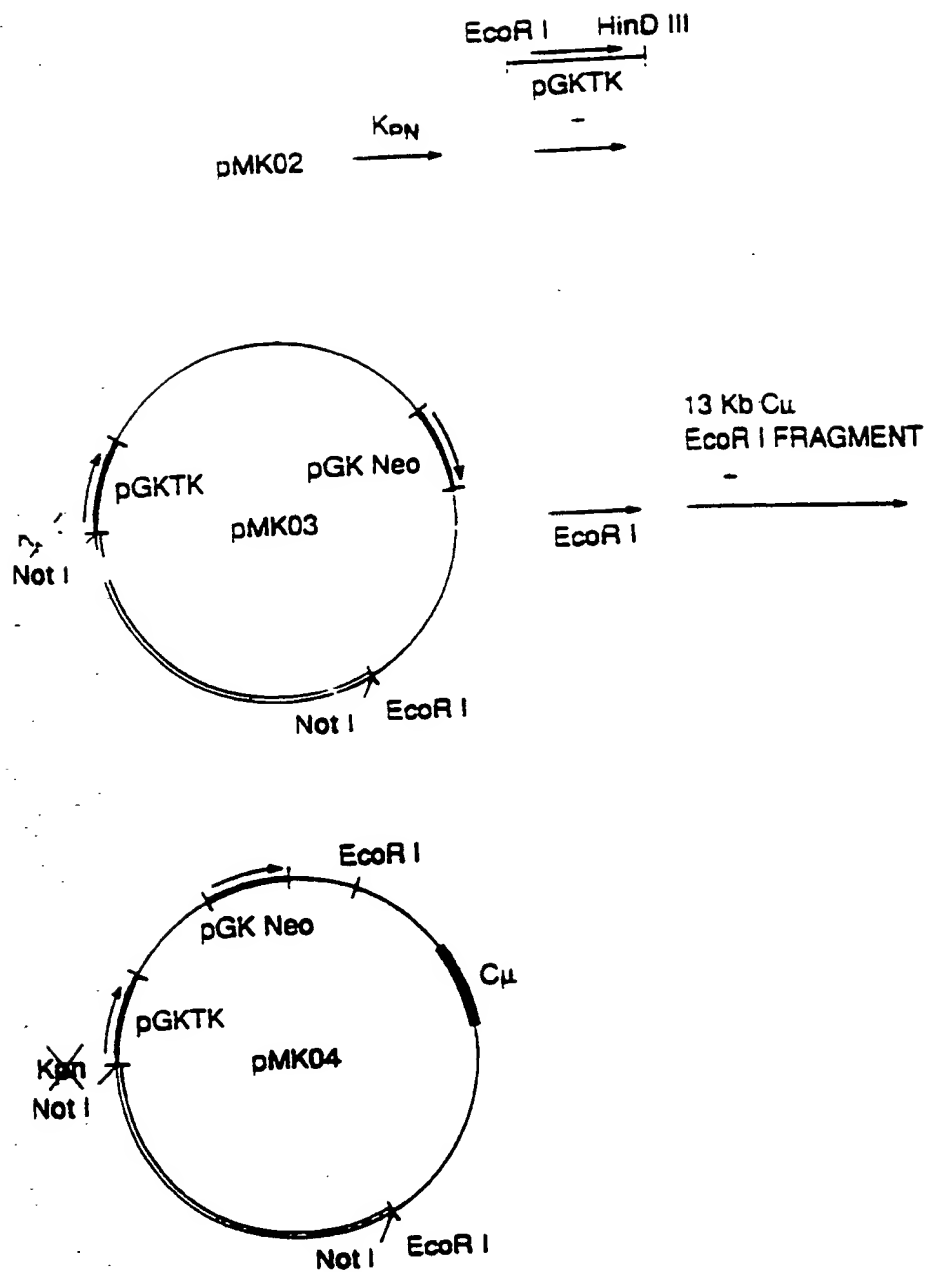 EcoR I HinD III
pGKTK
pMK02 KPN
pGKTK
pGK Neo
pMK03
Not I
Not I EcoR I
EcoR I
13 Kb Cµ
EcoR I FRAGMENT
EcoR I
pGK Neo
Cµ
pGKTK
pMK04
Kpn
Not I
Not I EcoR I